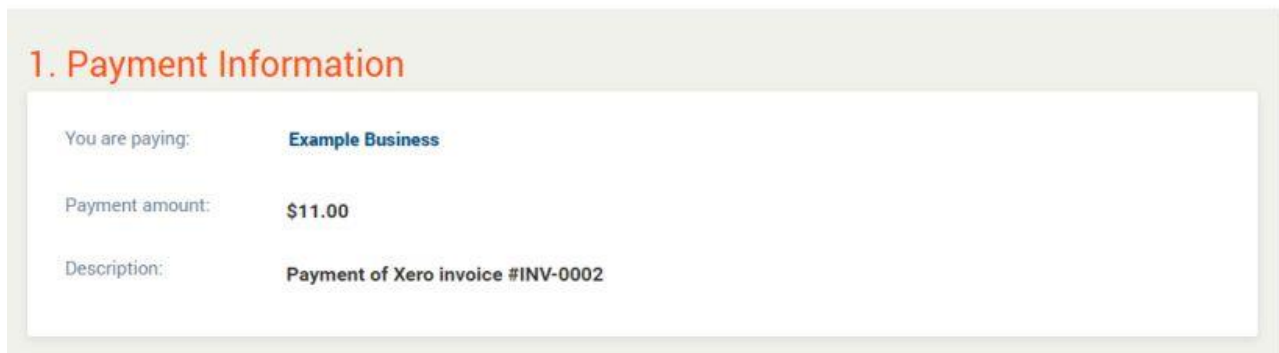 1. Payment Information
You are paying: Example Business
Payment amount: $11.00
Description: Payment of Xero invoice #INV-0002